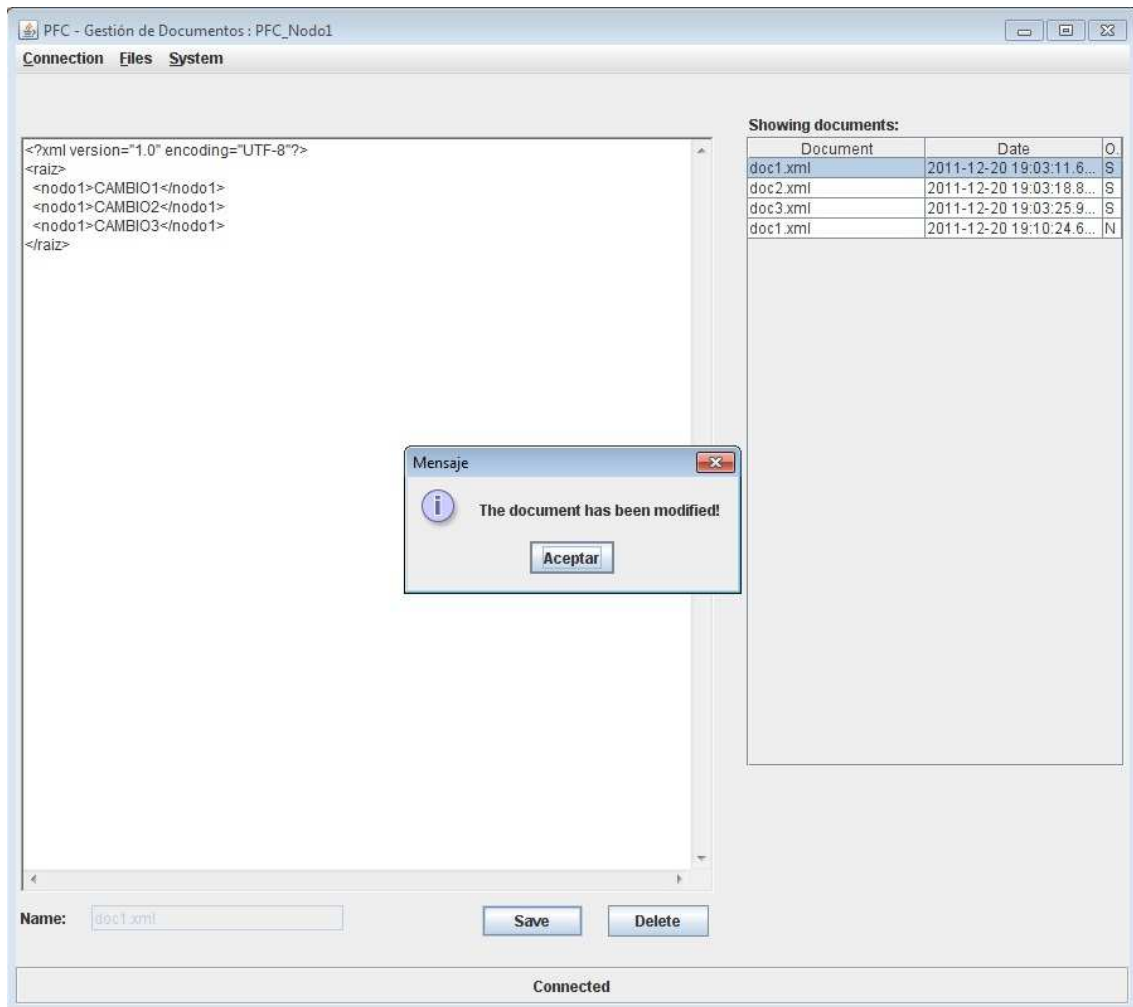 PFC - Gestión de Documentos : PFC_Nodo1
Connection Files System
Showing documents:
Document Date O.
doc1.xml 2011-12-20 19:03:11.6... S
doc2.xml 2011-12-20 19:03:18.8... S
doc3.xml 2011-12-20 19:03:25.9... S
doc1.xml 2011-12-20 19:10:24.6... N
<?xml version="1.0" encoding="UTF-8"?>
<raiz>
<nodo1>CAMBIO1</nodo1>
<nodo1>CAMBIO2</nodo1>
<nodo1>CAMBIO3</nodo1>
</raiz>
Mensaje
The document has been modified!
Aceptar
Name: doc1.xml Save Delete
Connected